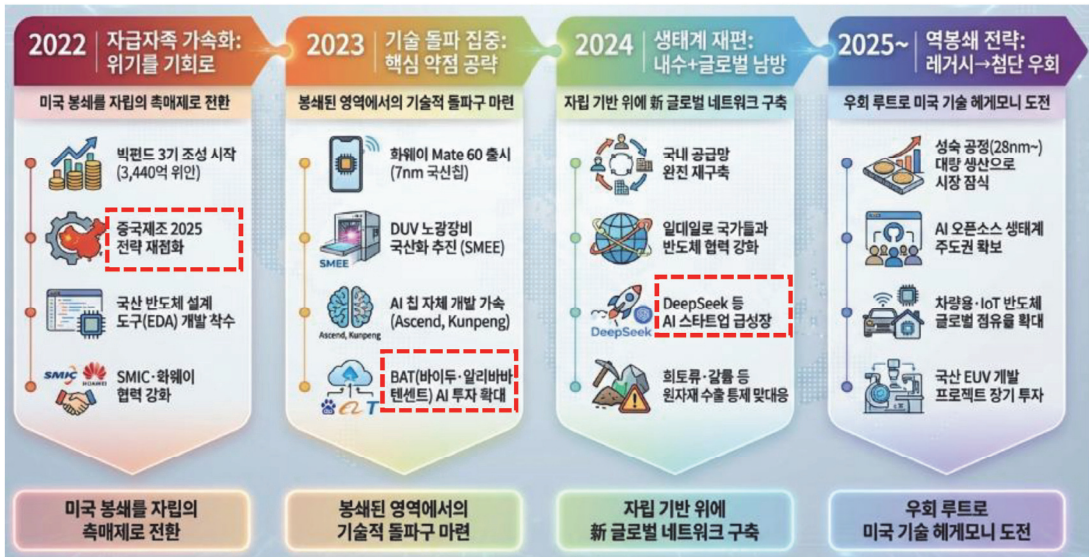 2022
자급자족 가속화:
위기를 기회로
미국 봉쇄를 자립의 촉매제로 전환
빅펀드 3기 조성 시작
(3,440억 위안)
중국제조 2025
전략 재점화
국산 반도체 설계
도구(EDA) 개발 착수
SMIC HUAWEI
SMIC·화웨이
협력 강화
미국 봉쇄를 자립의
촉매제로 전환
2023
기술 돌파 집중:
핵심 약점 공략
봉쇄된 영역에서의 기술적 돌파구 마련
화웨이 Mate 60 출시
(7nm 국신칩)
SMEE
DUV 노광장비
국산화 추진 (SMEE)
Ascend, Kunpeng
AI 칩 자체 개발 가속
(Ascend, Kunpeng)
BAT(바이두·알리바바
텐센트) AI 투자 확대
봉쇄된 영역에서의
기술적 돌파구 마련
2024
생태계 재편:
내수+글로벌 남방
자립 기반 위에 新 글로벌 네트워크 구축
국내 공급망
완진 재구축
일대일로 국가들과
반도체 협력 강화
DeepSeek
DeepSeek 등
AI 스타트업 급성장
희토류·갈륨 등
원자재 수출 통제 맞대응
자립 기반 위에
新 글로벌 네트워크 구축
2025~
역봉쇄 전략:
레거시→첨단 우회
우회 루트로 미국 기술 헤게모니 도전
성숙 공정(28nm~)
대량 생산으로
시장 잠식
AI 오픈소스 생태계
주도권 확보
차량용·IoT 반도체
글로벌 점유율 확대
국산 EUV 개발
프로젝트 장기 투자
우회 루트로
미국 기술 헤게모니 도전